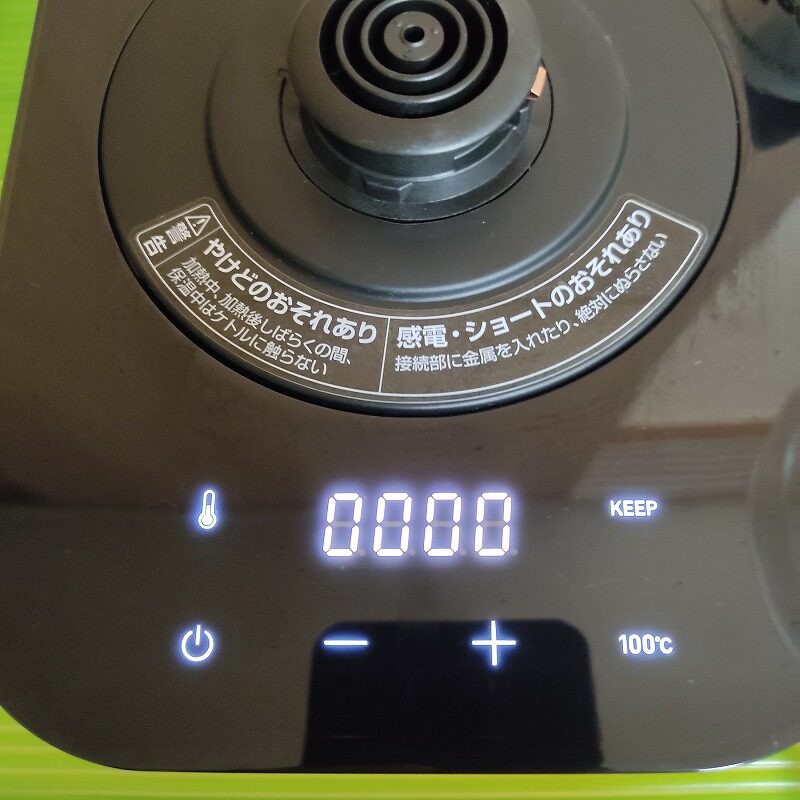 警告
やけどのおそれあり
加熱中、加熱後しばらくの間、
保温中はケトルに触らない
感電・ショートのおそれあり
接続部に金属を入れたり、絶対にぬらさない
0000
KEEP
− +
100℃